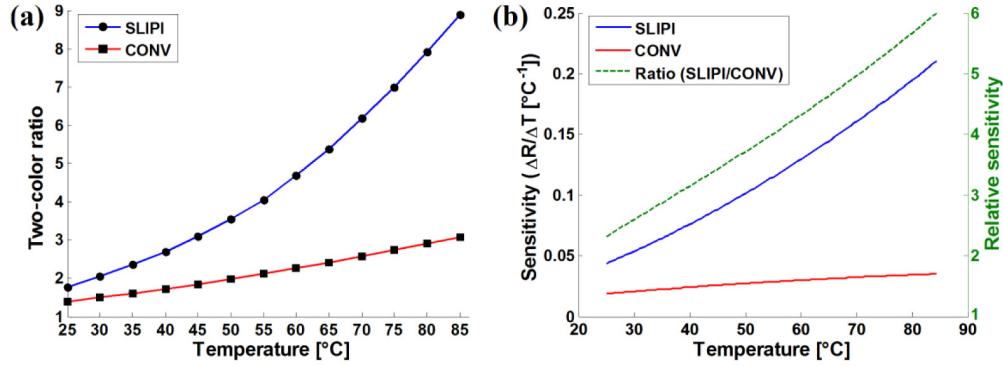 (a)
SLIPI
CONV
Two-color ratio
9
8
7
6
5
4
3
2
1
25 30 35 40 45 50 55 60 65 70 75 80 85
Temperature [°C]
(b)
SLIPI
CONV
Ratio (SLIPI/CONV)
Sensitivity ( ΔR/ΔT [°C⁻¹])
0.25
0.2
0.15
0.1
0.05
0
20 30 40 50 60 70 80 90
Temperature [°C]
6
5
4
3
2
1
Relative sensitivity